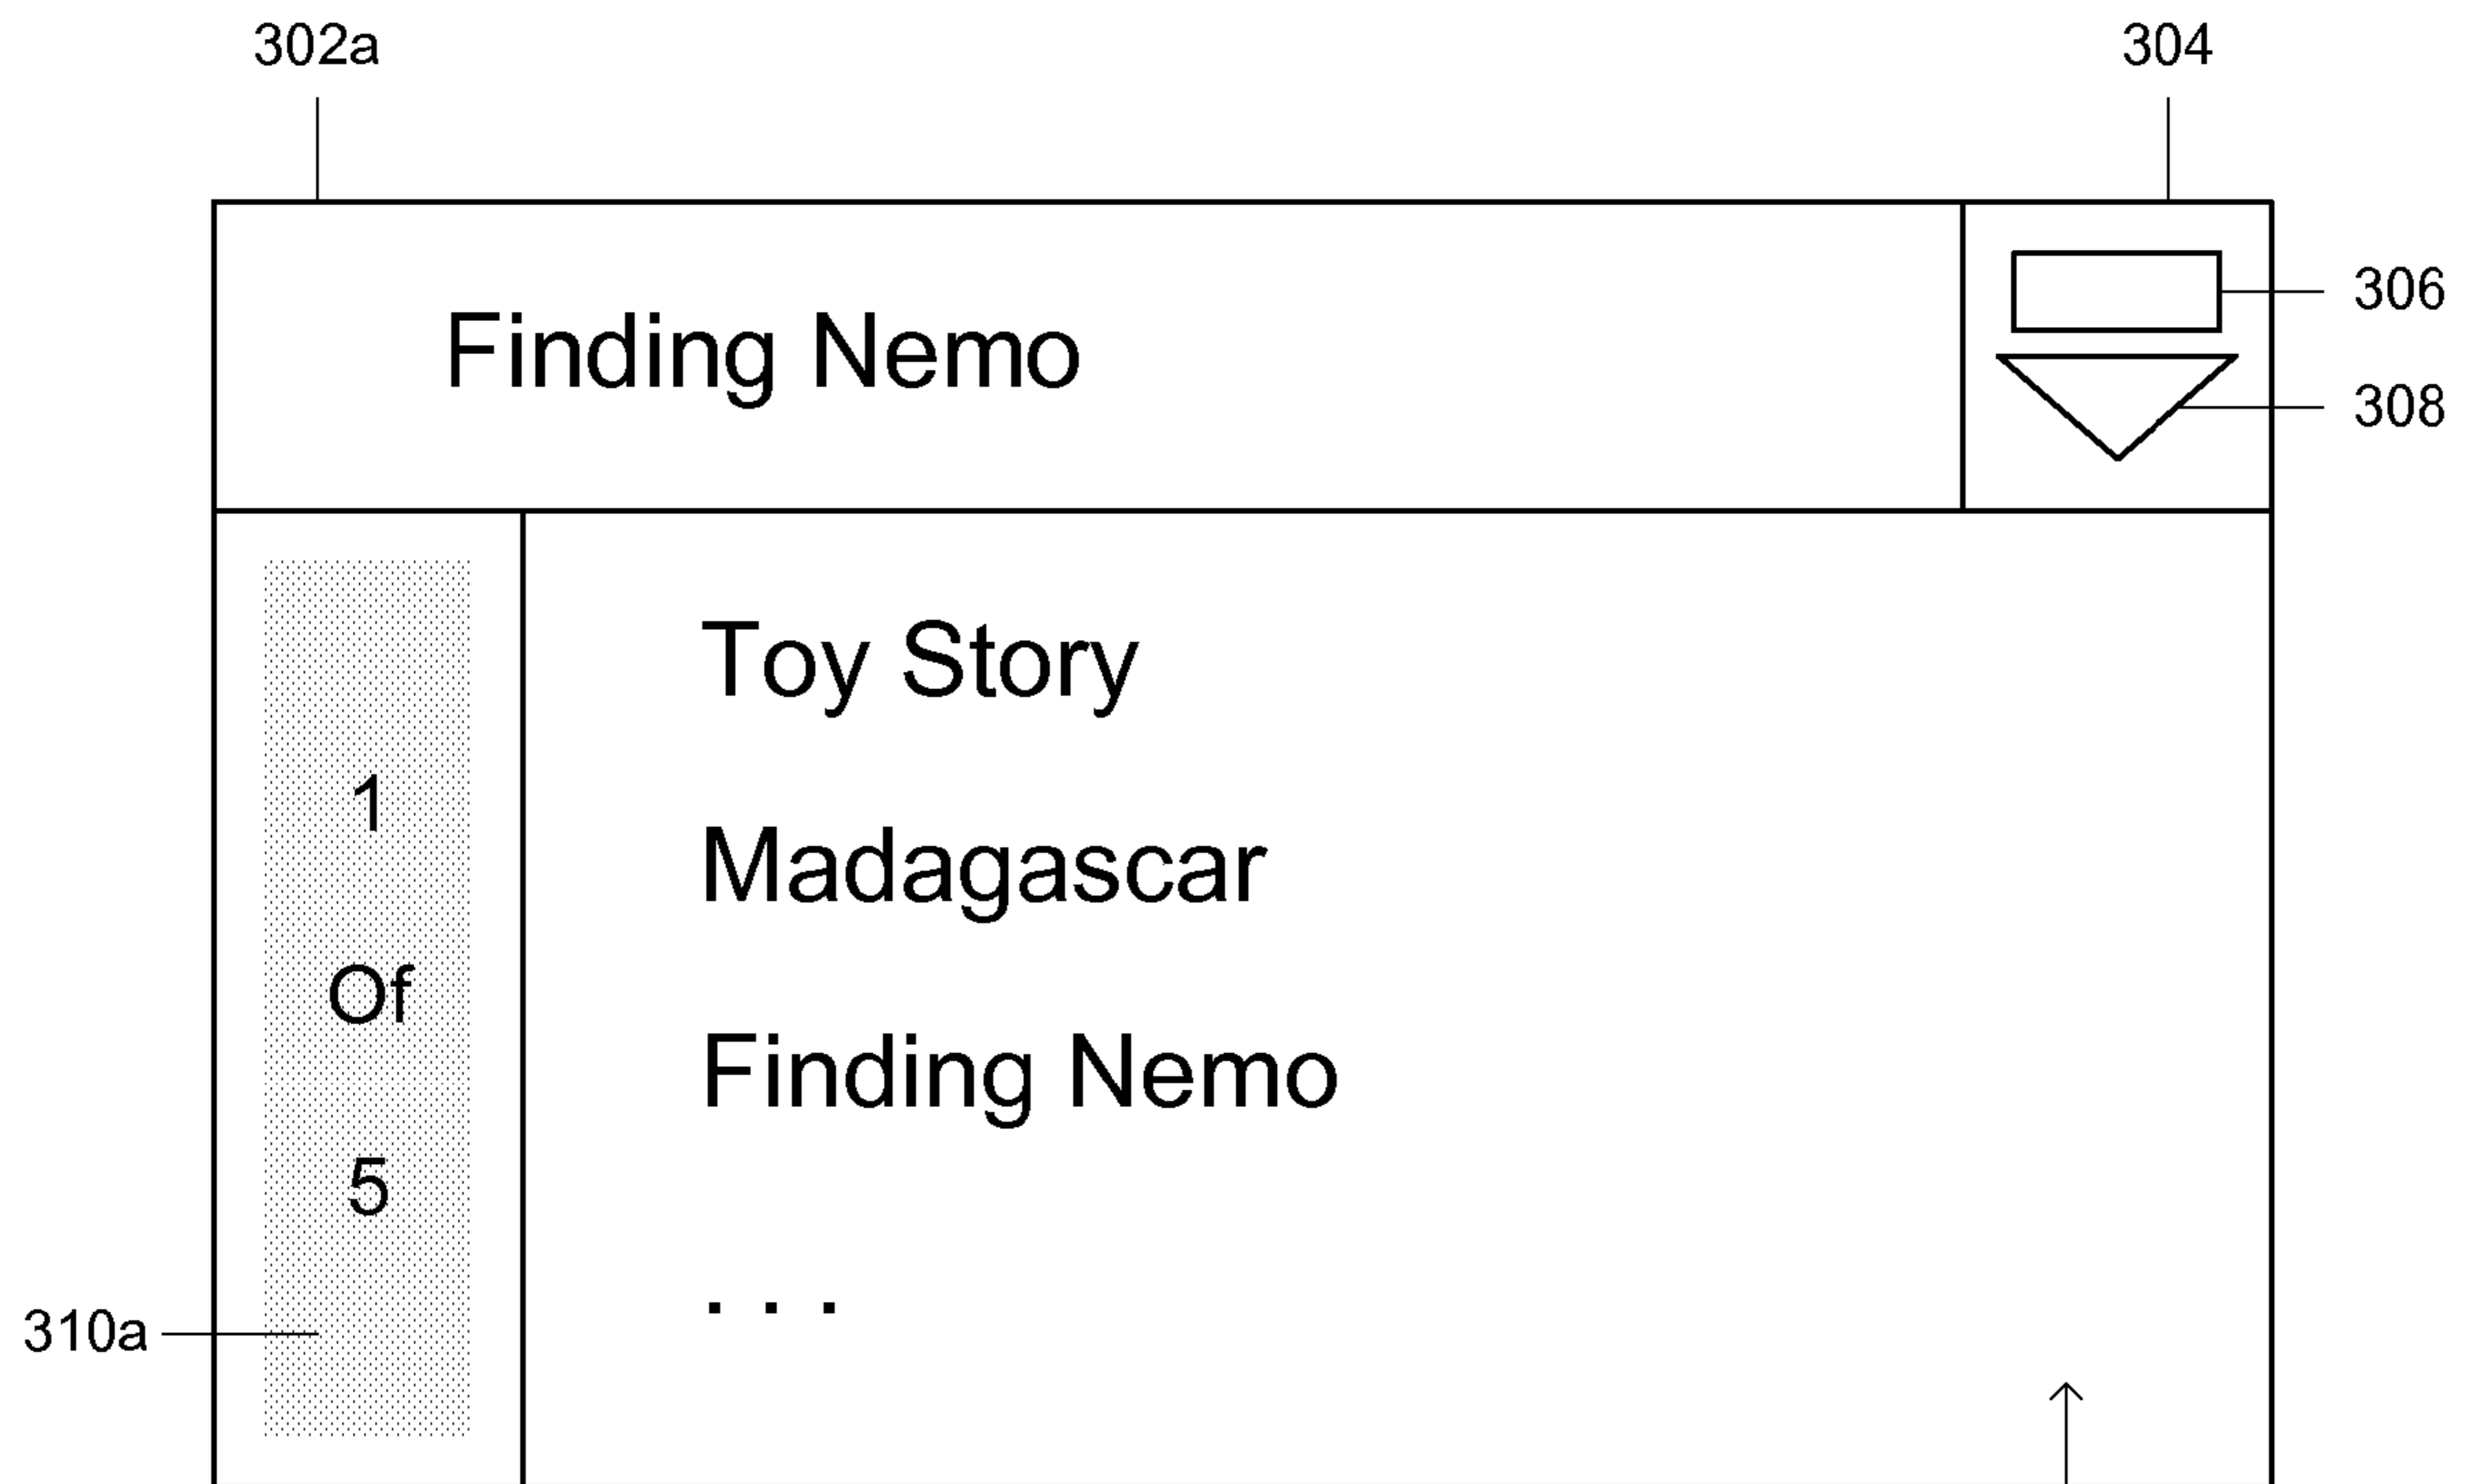 302a
304
Finding Nemo
306
308
Toy Story
1
Madagascar
Of
Finding Nemo
5
. . .
310a